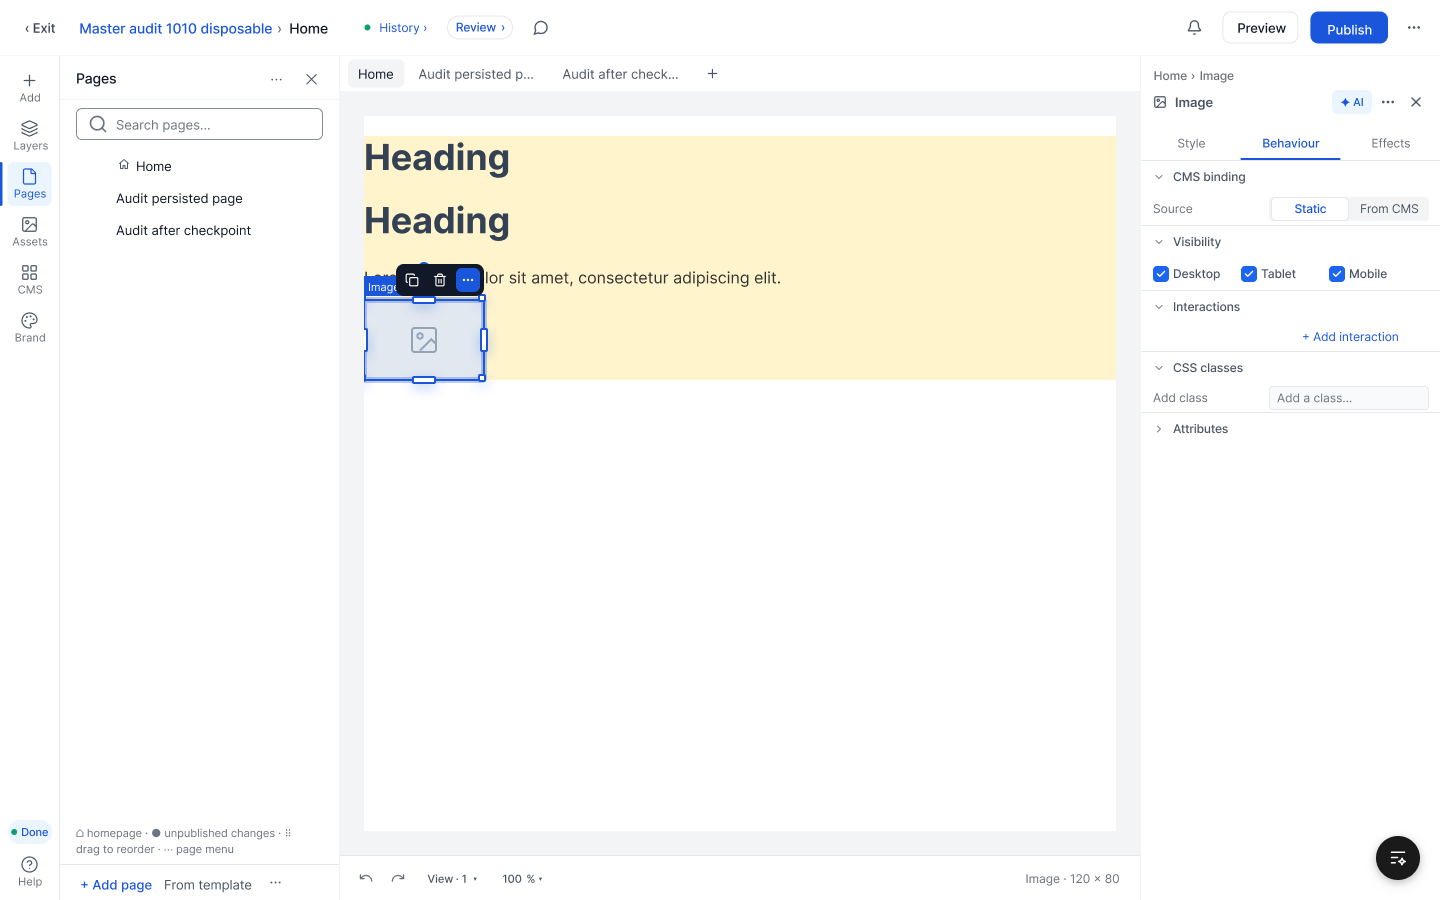 ‹ Exit
Master audit 1010 disposable › Home
History ›
Review ›
Preview
Publish
Add
Layers
Pages
Assets
CMS
Brand
Done
Help
Pages
Search pages...
Home
Audit persisted page
Audit after checkpoint
homepage · ● unpublished changes · ⠿
drag to reorder · ··· page menu
+ Add page
From template
Home
Audit persisted p...
Audit after check...
Heading
Heading
lor sit amet, consectetur adipiscing elit.
Image
View · 1
100 %
Image · 120 × 80
Home › Image
Image
AI
Style
Behaviour
Effects
CMS binding
Source
Static
From CMS
Visibility
Desktop
Tablet
Mobile
Interactions
+ Add interaction
CSS classes
Add class
Add a class...
Attributes